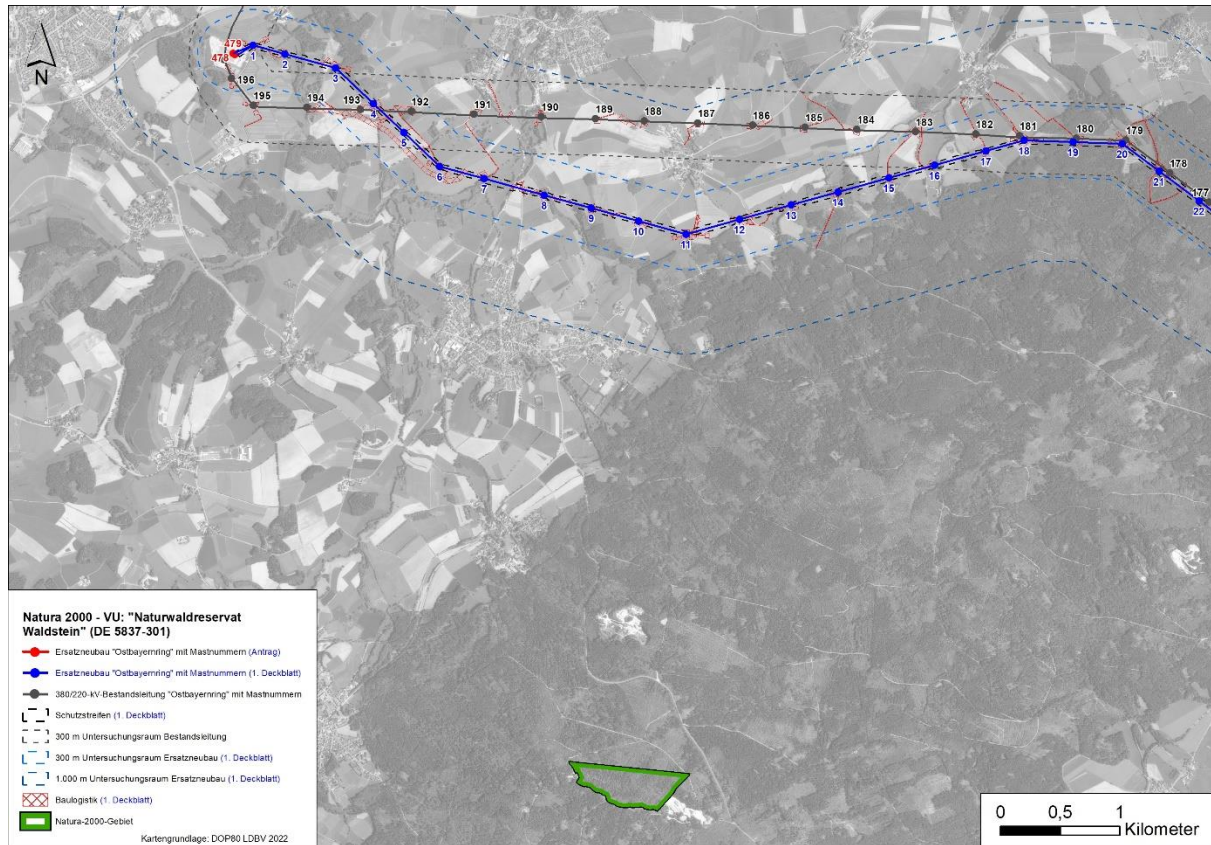 N
479
478
1
2
3
196
195
194
193
192
191
190
189
188
187
186
185
184
183
182
181
180
179
178
177
4
5
6
7
8
9
10
11
12
13
14
15
16
17
18
19
20
21
22
Natura 2000 - VU: "Naturwaldreservat
Waldstein" (DE 5837-301)
Ersatzneubau "Ostbayernring" mit Mastnummern (Antrag)
Ersatzneubau "Ostbayernring" mit Mastnummern (1. Deckblatt)
380/220-kV-Bestandsleitung "Ostbayernring" mit Mastnummern
Schutzstreifen (1. Deckblatt)
300 m Untersuchungsraum Bestandsleitung
300 m Untersuchungsraum Ersatzneubau (1. Deckblatt)
1.000 m Untersuchungsraum Ersatzneubau (1. Deckblatt)
Baulogistik (1. Deckblatt)
Natura-2000-Gebiet
Kartengrundlage: DOP80 LDBV 2022
0 0,5 1
Kilometer